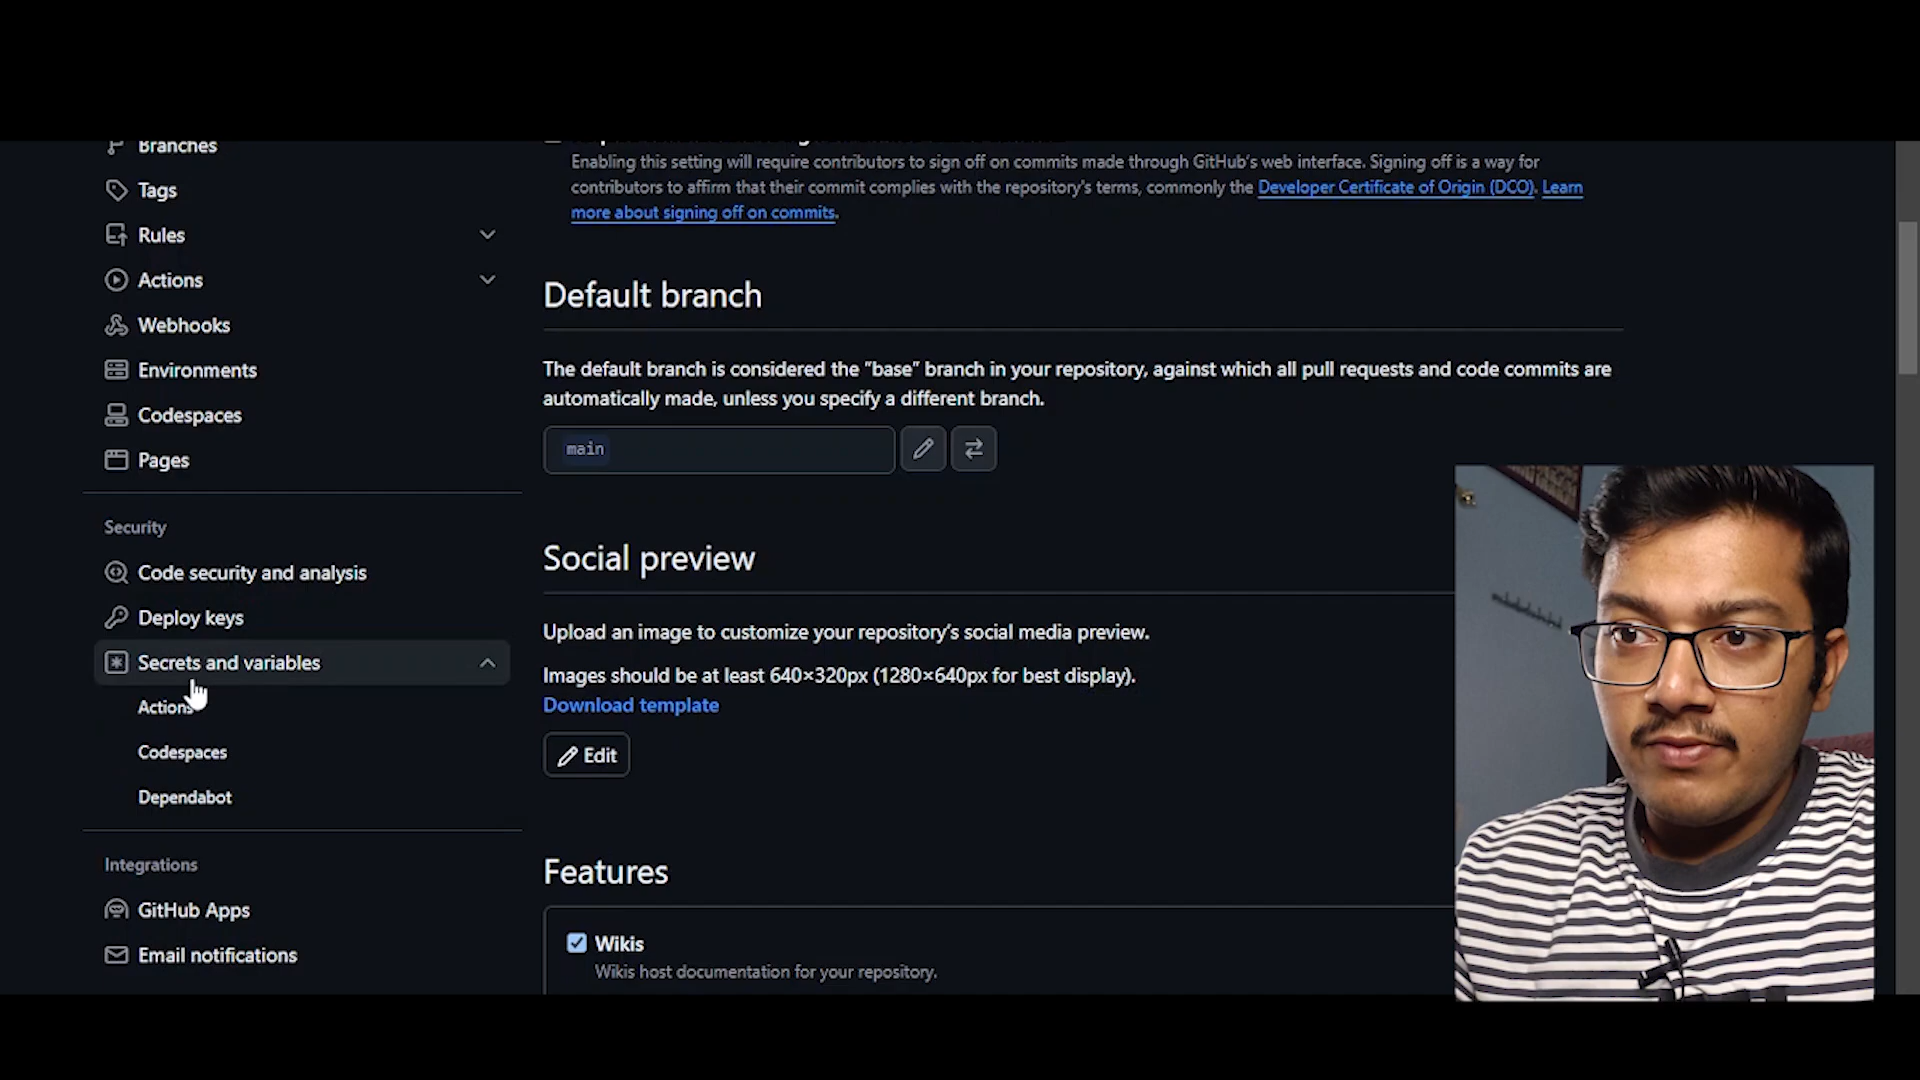 Branches
Tags
Rules
Actions
Webhooks
Environments
Codespaces
Pages
Security
Code security and analysis
Deploy keys
Secrets and variables
Actions
Codespaces
Dependabot
Integrations
GitHub Apps
Email notifications
Enabling this setting will require contributors to sign off on commits made through GitHub's web interface. Signing off is a way for
contributors to affirm that their commit complies with the repository's terms, commonly the Developer Certificate of Origin (DCO). Learn
more about signing off on commits.
Default branch
The default branch is considered the "base" branch in your repository, against which all pull requests and code commits are
automatically made, unless you specify a different branch.
main
Social preview
Upload an image to customize your repository's social media preview.
Images should be at least 640×320px (1280×640px for best display).
Download template
Edit
Features
Wikis
Wikis host documentation for your repository.